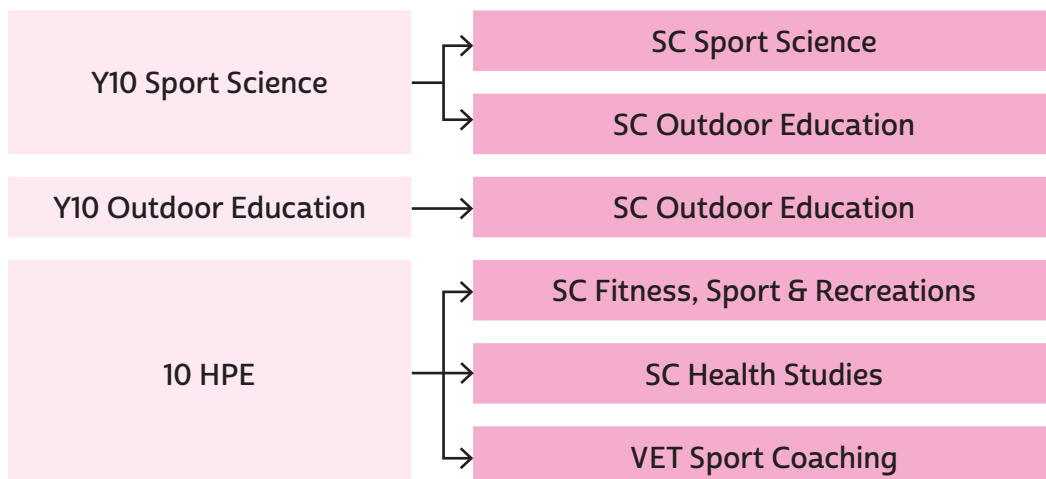 Y10 Sport Science
SC Sport Science
SC Outdoor Education
Y10 Outdoor Education
SC Outdoor Education
10 HPE
SC Fitness, Sport & Recreations
SC Health Studies
VET Sport Coaching